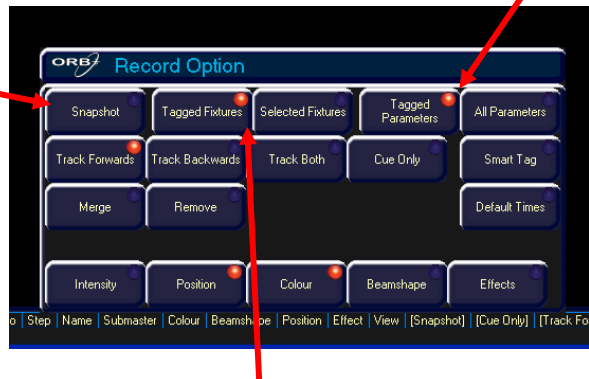 ORB Record Option
Snapshot Tagged Fixtures Selected Fixtures Tagged Parameters All Parameters
Track Forwards Track Backwards Track Both Cue Only Smart Tag
Merge Remove Default Times
Intensity Position Colour Beamshape Effects
o | Step | Name | Submaster | Colour | Beamshape | Position | Effect | View | [Snapshot] | [Cue Only] | [Track Fo